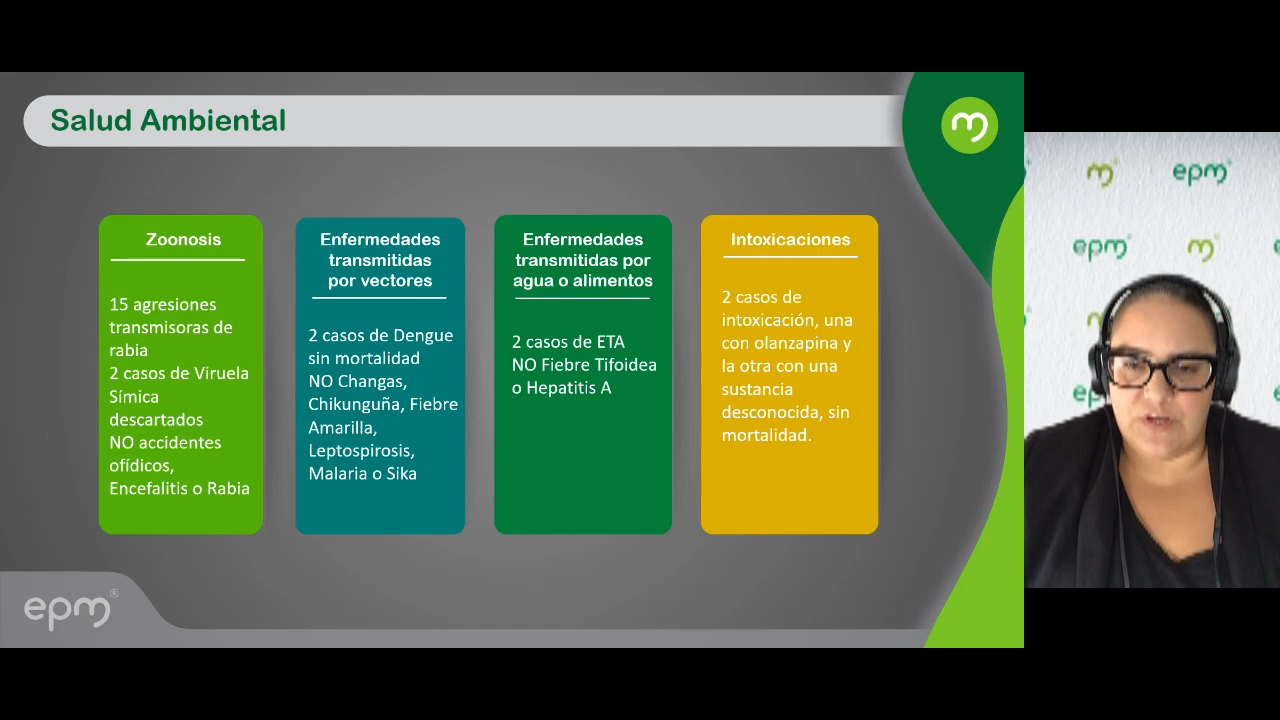 Salud Ambiental
Zoonosis
15 agresiones
transmisoras de
rabia
2 casos de Viruela
Símica
descartados
NO accidentes
ofídicos,
Encefalitis o Rabia
Enfermedades
transmitidas
por vectores
2 casos de Dengue
sin mortalidad
NO Changas,
Chikunguña, Fiebre
Amarilla,
Leptospirosis,
Malaria o Sika
Enfermedades
transmitidas por
agua o alimentos
2 casos de ETA
NO Fiebre Tifoidea
o Hepatitis A
Intoxicaciones
2 casos de
intoxicación, una
con olanzapina y
la otra con una
sustancia
desconocida, sin
mortalidad.
epm®
m
epm
m
epm
m
ep